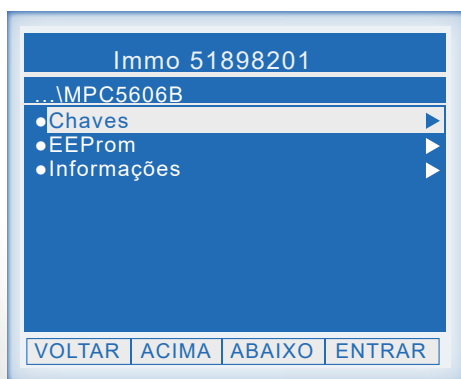 Immo 51898201
...\MPC5606B
●Chaves
●EEProm
●Informações
VOLTAR ACIMA ABAIXO ENTRAR